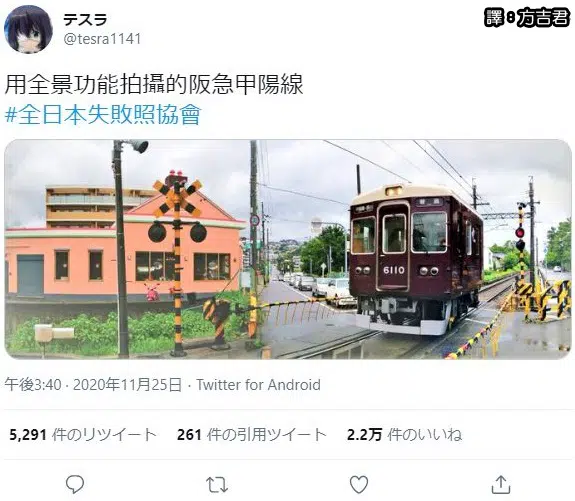 テスラ
@tesra1141
譯●方吉君
用全景功能拍攝的阪急甲陽線
#全日本失敗照協會
6110
午後3:40 · 2020年11月25日 · Twitter for Android
5,291 件のリツイート 261 件の引用ツイート 2.2万 件のいいね